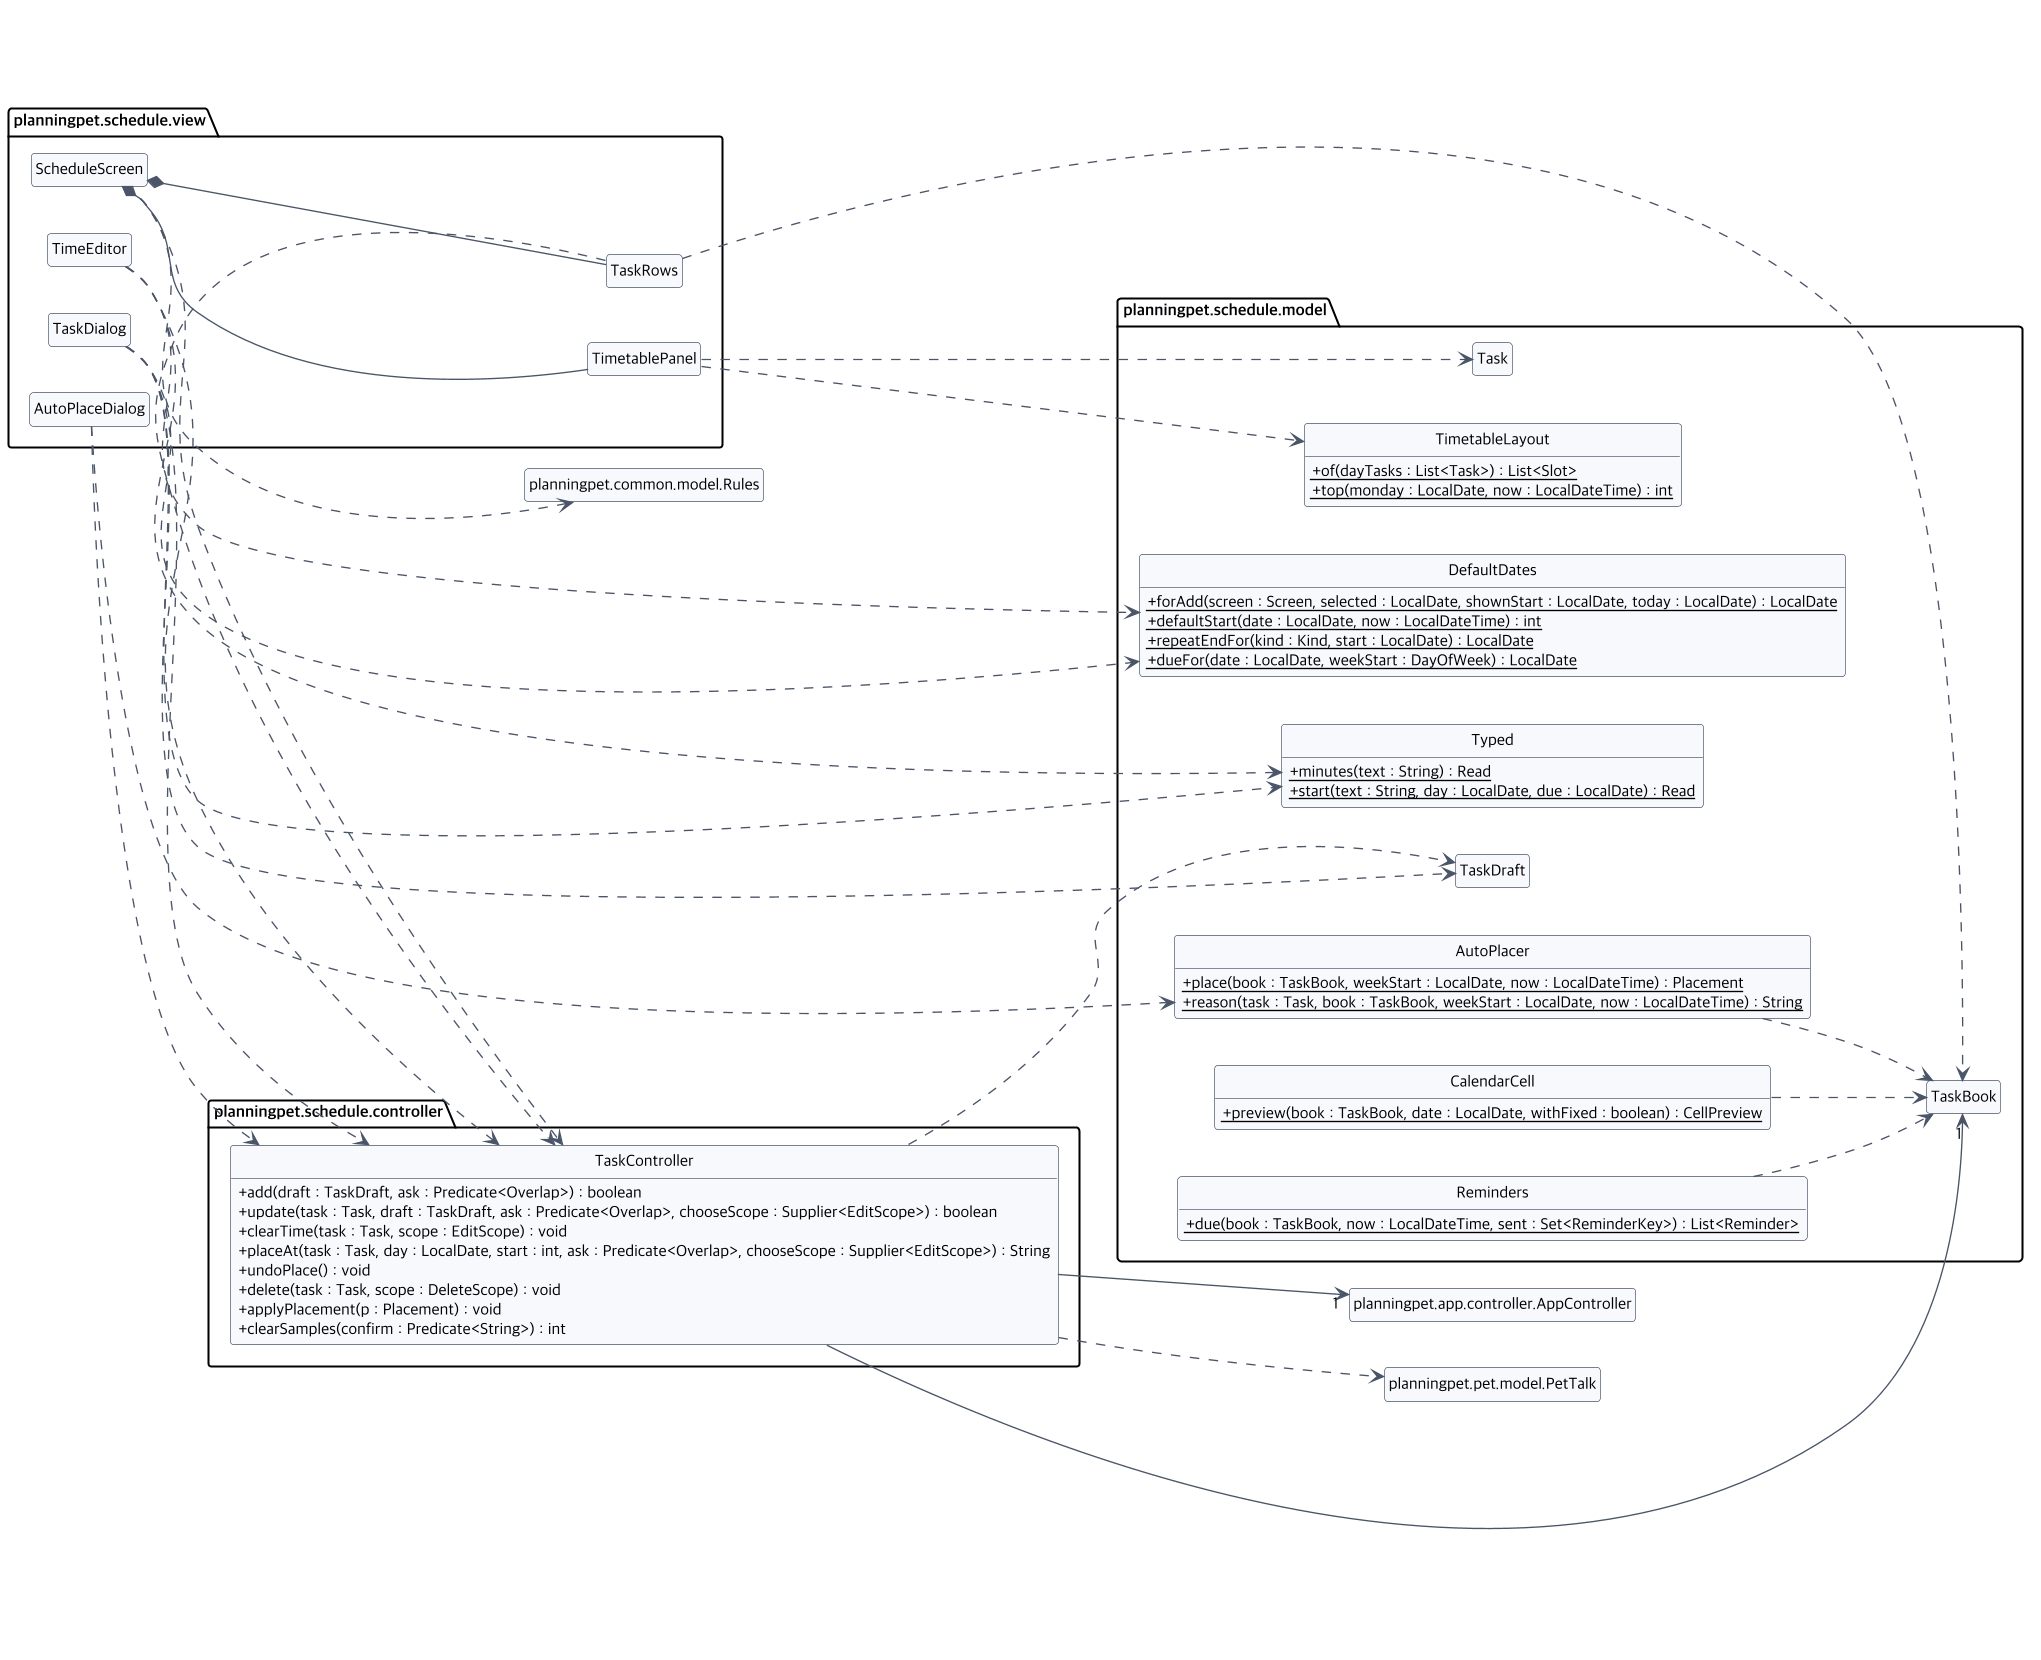 planningpet.schedule.view
ScheduleScreen
TimeEditor
TaskRows
TaskDialog
TimetablePanel
AutoPlaceDialog
planningpet.common.model.Rules
planningpet.schedule.model
Task
TimetableLayout
+of(dayTasks : List<Task>) : List<Slot>
+top(monday : LocalDate, now : LocalDateTime) : int
DefaultDates
+forAdd(screen : Screen, selected : LocalDate, shownStart : LocalDate, today : LocalDate) : LocalDate
+defaultStart(date : LocalDate, now : LocalDateTime) : int
+repeatEndFor(kind : Kind, start : LocalDate) : LocalDate
+dueFor(date : LocalDate, weekStart : DayOfWeek) : LocalDate
Typed
+minutes(text : String) : Read
+start(text : String, day : LocalDate, due : LocalDate) : Read
TaskDraft
AutoPlacer
+place(book : TaskBook, weekStart : LocalDate, now : LocalDateTime) : Placement
+reason(task : Task, book : TaskBook, weekStart : LocalDate, now : LocalDateTime) : String
CalendarCell
+preview(book : TaskBook, date : LocalDate, withFixed : boolean) : CellPreview
TaskBook
1
Reminders
+due(book : TaskBook, now : LocalDateTime, sent : Set<ReminderKey>) : List<Reminder>
planningpet.schedule.controller
TaskController
+add(draft : TaskDraft, ask : Predicate<Overlap>) : boolean
+update(task : Task, draft : TaskDraft, ask : Predicate<Overlap>, chooseScope : Supplier<EditScope>) : boolean
+clearTime(task : Task, scope : EditScope) : void
+placeAt(task : Task, day : LocalDate, start : int, ask : Predicate<Overlap>, chooseScope : Supplier<EditScope>) : String
+undoPlace() : void
+delete(task : Task, scope : DeleteScope) : void
+applyPlacement(p : Placement) : void
+clearSamples(confirm : Predicate<String>) : int
1
planningpet.app.controller.AppController
planningpet.pet.model.PetTalk